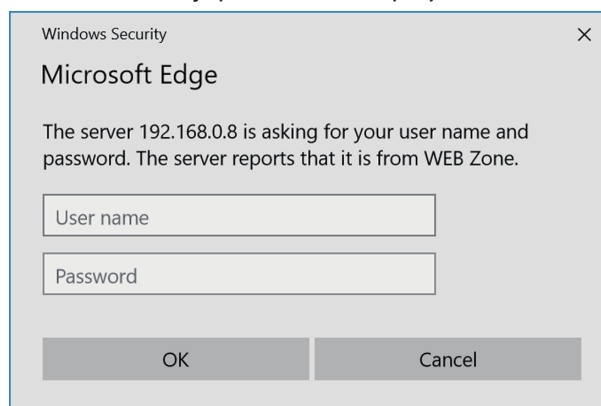 Windows Security
Microsoft Edge
The server 192.168.0.8 is asking for your user name and
password. The server reports that it is from WEB Zone.
User name
Password
OK
Cancel